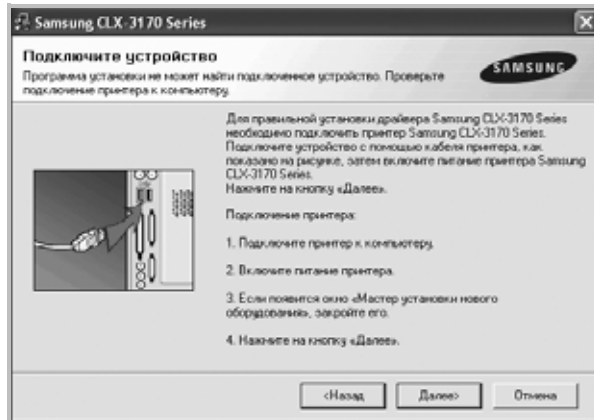 Samsung CLX-3170 Series
Подключите устройство
Программа установки не может найти подключенное устройство. Проверьте
подключение принтера к компьютеру.
SAMSUNG
Для правильной установки драйвера Samsung CLX-3170 Series
необходимо подключить принтер Samsung CLX-3170 Series.
Подключите устройство с помощью кабеля принтера, как
показано на рисунке, затем включите питание принтера Samsung
CLX-3170 Series.
Нажмите на кнопку «Далее».
Подключение принтера:
1. Подключите принтер к компьютеру.
2. Включите питание принтера.
3. Если появится окно «Мастер установки нового
оборудования», закройте его.
4. Нажмите на кнопку «Далее».
<Назад
Далее>
Отмена